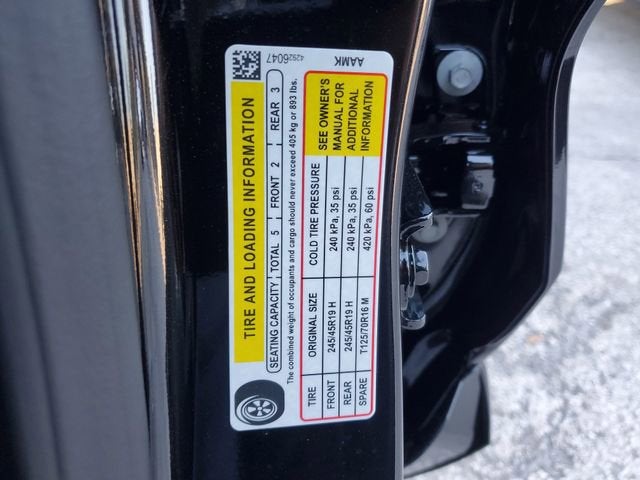 42926047
AAMK
TIRE AND LOADING INFORMATION
SEATING CAPACITY TOTAL 5 FRONT 2 REAR 3
The combined weight of occupants and cargo should never exceed 405 kg or 893 lbs.
TIRE ORIGINAL SIZE COLD TIRE PRESSURE
FRONT 245/45R19 H 240 kPa, 35 psi
REAR 245/45R19 H 240 kPa, 35 psi
SPARE T125/70R16 M 420 kPa, 60 psi
SEE OWNER'S
MANUAL FOR
ADDITIONAL
INFORMATION